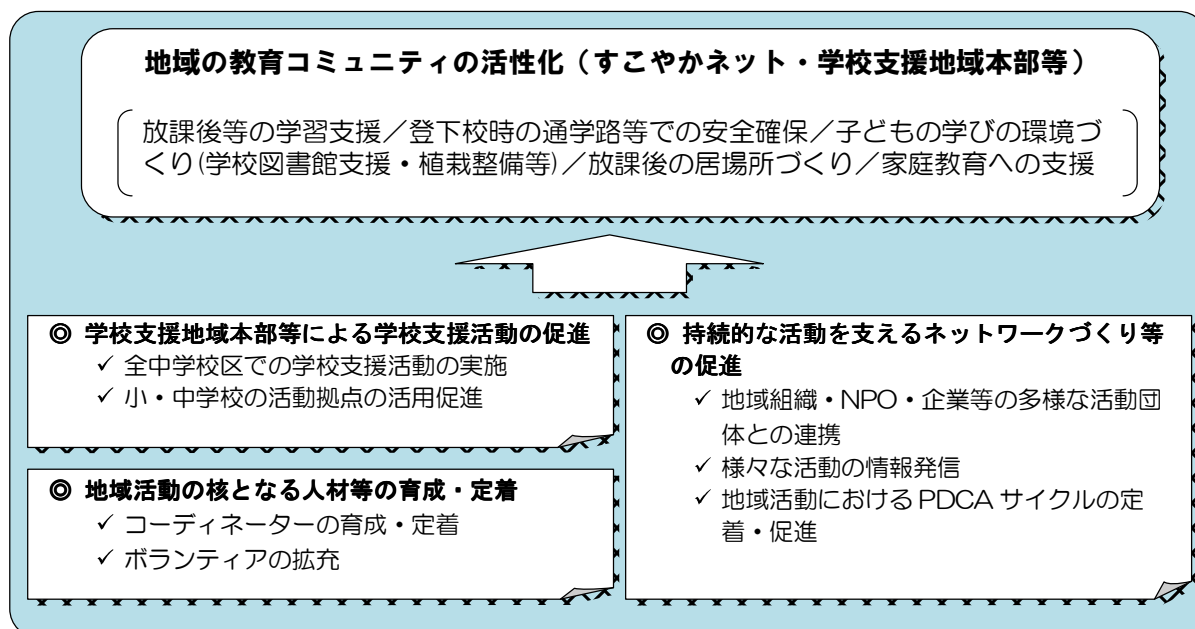 地域の教育コミュニティの活性化（すこやかネット・学校支援地域本部等）
放課後等の学習支援／登下校時の通学路等での安全確保／子どもの学びの環境づ
くり(学校図書館支援・植栽整備等)／放課後の居場所づくり／家庭教育への支援
◎ 学校支援地域本部等による学校支援活動の促進
✓ 全中学校区での学校支援活動の実施
✓ 小・中学校の活動拠点の活用促進
◎ 地域活動の核となる人材等の育成・定着
✓ コーディネーターの育成・定着
✓ ボランティアの拡充
◎ 持続的な活動を支えるネットワークづくり等
の促進
✓ 地域組織・NPO・企業等の多様な活動団
体との連携
✓ 様々な活動の情報発信
✓ 地域活動におけるPDCAサイクルの定
着・促進